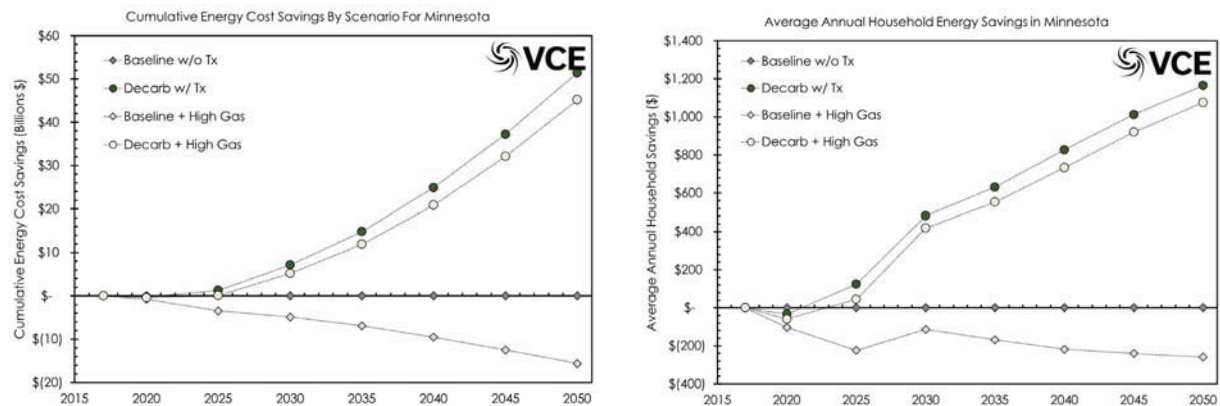 Cumulative Energy Cost Savings By Scenario For Minnesota
Cumulative Energy Cost Savings (Billions $)
$60
$50
$40
$30
$20
$10
$-
$(10)
$(20)
Baseline w/o Tx
Decarb w/ Tx
Baseline + High Gas
Decarb + High Gas
VCE
2015 2020 2025 2030 2035 2040 2045 2050
Average Annual Household Energy Savings in Minnesota
Average Annual Household Savings ($)
$1,400
$1,200
$1,000
$800
$600
$400
$200
$-
$(200)
$(400)
Baseline w/o Tx
Decarb w/ Tx
Baseline + High Gas
Decarb + High Gas
VCE
2015 2020 2025 2030 2035 2040 2045 2050